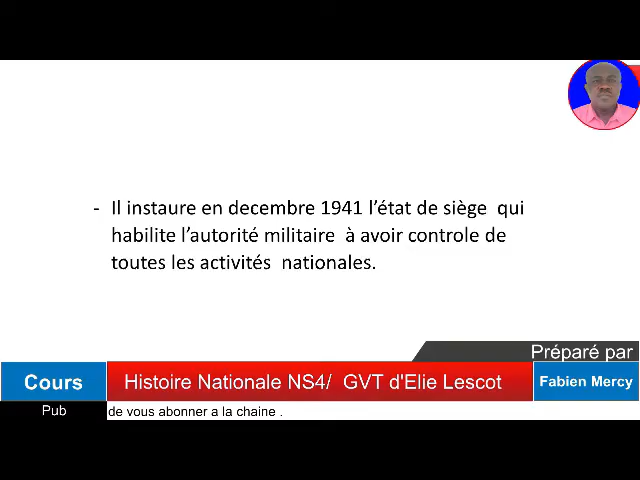 - Il instaure en decembre 1941 l'état de siège qui
habilite l'autorité militaire à avoir controle de
toutes les activités nationales.
Préparé par
Cours
Histoire Nationale NS4/ GVT d'Elie Lescot
Fabien Mercy
Pub
de vous abonner a la chaine .